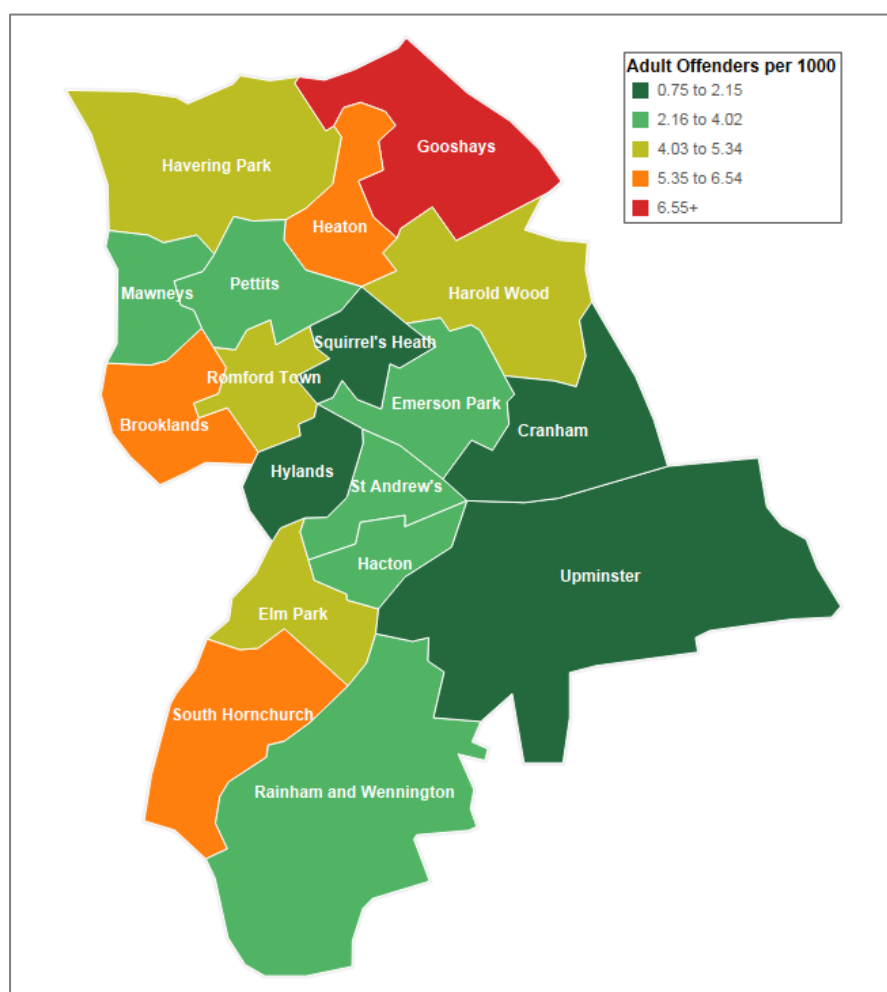 Adult Offenders per 1000
0.75 to 2.15
2.16 to 4.02
4.03 to 5.34
5.35 to 6.54
6.55+
Gooshays
Havering Park
Heaton
Pettits
Mawneys
Harold Wood
Squirrel's Heath
Romford Town
Emerson Park
Brooklands
Cranham
Hylands
St Andrew's
Hacton
Upminster
Elm Park
South Hornchurch
Rainham and Wennington